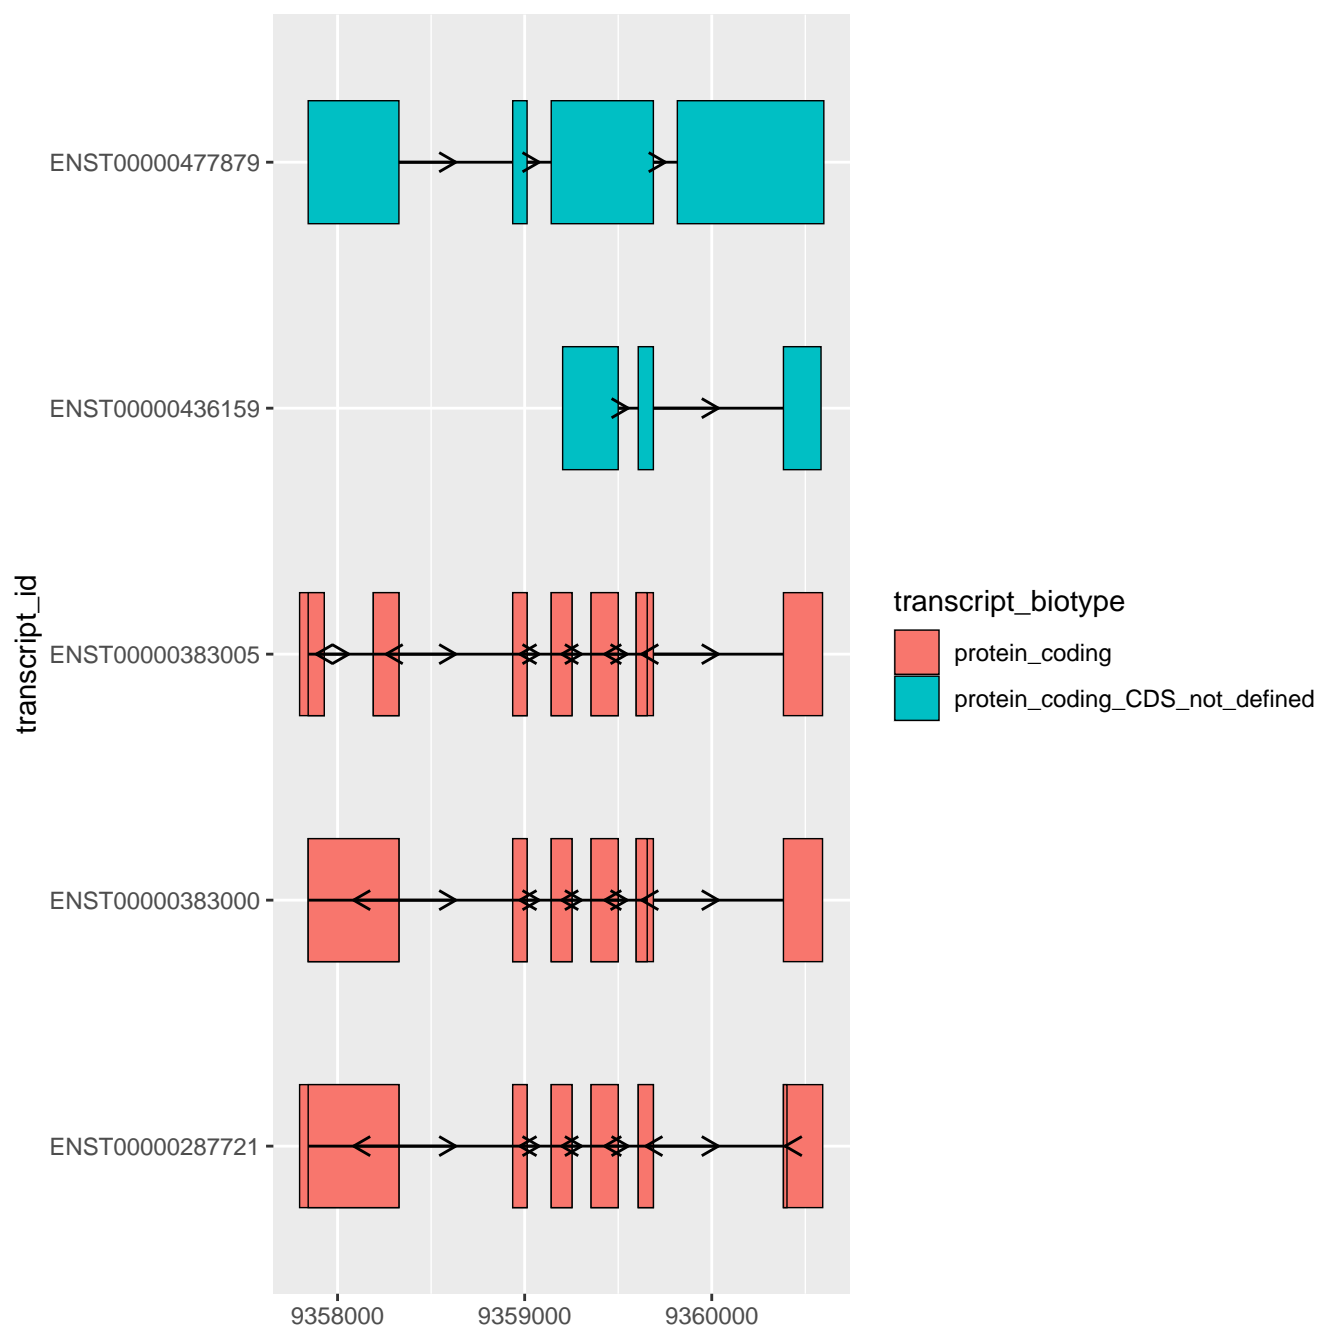 ENST00000477879
ENST00000436159
ENST00000383005
ENST00000383000
ENST00000287721
transcript_id
9358000
9359000
9360000
transcript_biotype
protein_coding
protein_coding_CDS_not_defined